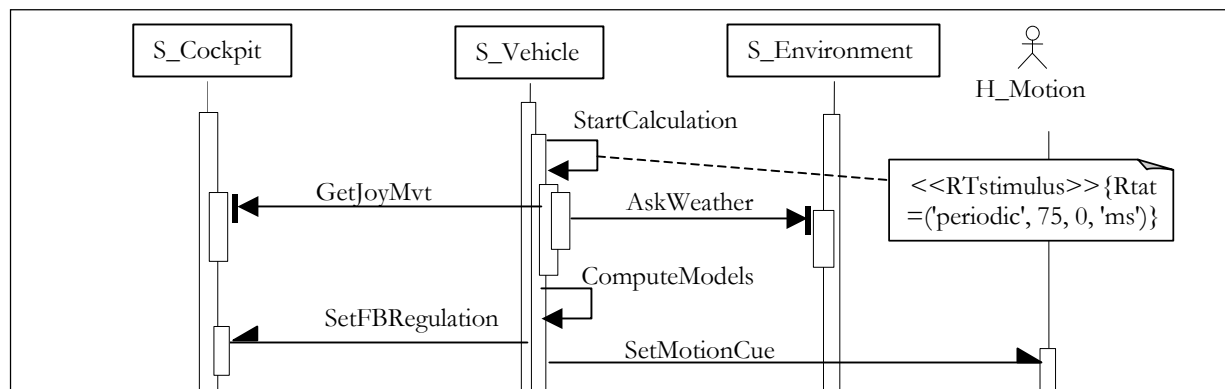 S_Cockpit
S_Vehicle
S_Environment
H_Motion
StartCalculation
<<RTstimulus>>{Rtat
=('periodic', 75, 0, 'ms')}
GetJoyMvt
AskWeather
ComputeModels
SetFBRegulation
SetMotionCue